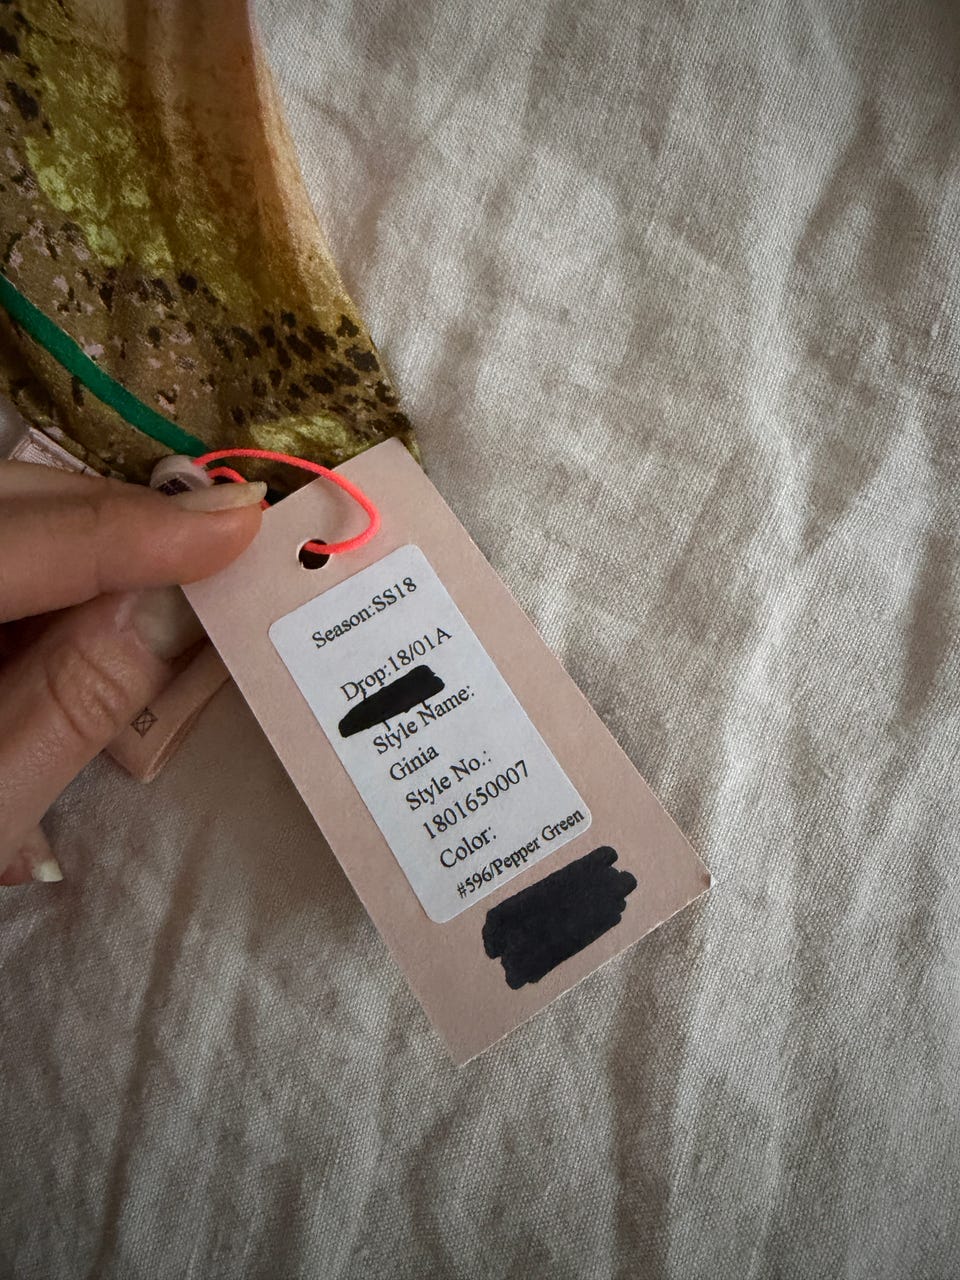 Season:SS18
Drop:18/01A
Style Name:
Ginia
Style No.:
1801650007
Color:
#596/Pepper Green